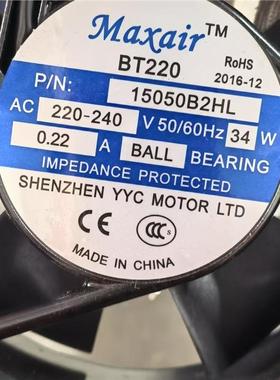 Maxair™
BT220
RoHS
2016-12
P/N: 15050B2HL
AC 220-240 V 50/60Hz 34 W
0.22 A BALL BEARING
IMPEDANCE PROTECTED
SHENZHEN YYC MOTOR LTD
CE CCC
MADE IN CHINA